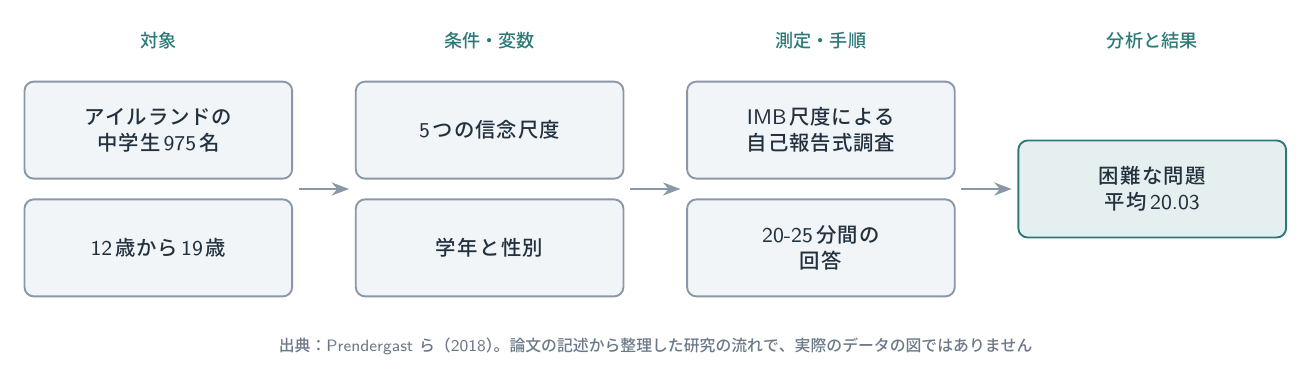 対象
アイルランドの
中学生975名
12歳から19歳
条件・変数
5つの信念尺度
学年と性別
測定・手順
IMB尺度による
自己報告式調査
20-25分間の
回答
分析と結果
困難な問題
平均20.03
出典：Prendergast ら（2018）。論文の記述から整理した研究の流れで、実際のデータの図ではありません